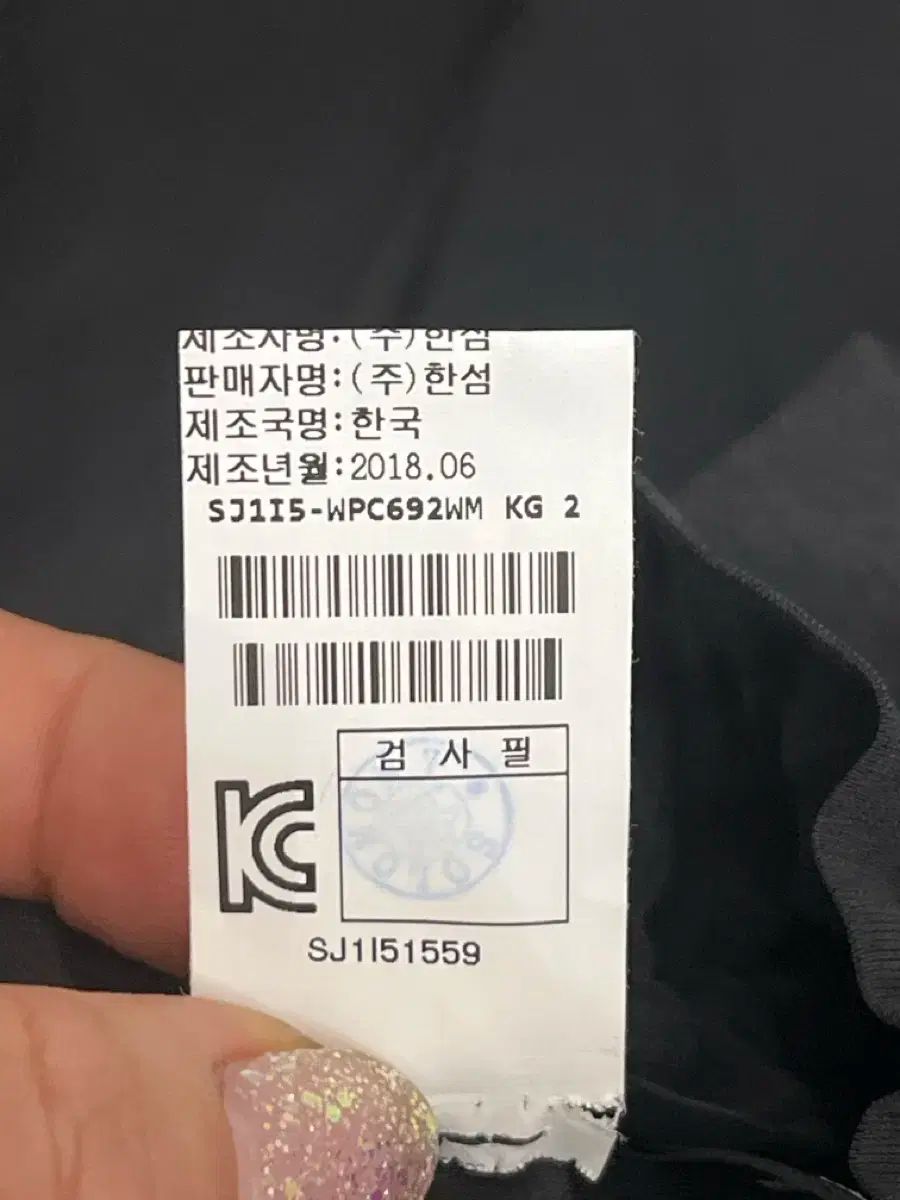 제조자명:(주)한섬
판매자명:(주)한섬
제조국명:한국
제조년월:2018.06
SJ1I5-WPC692WM KG 2
검 사 필
KC
SJ1I51559